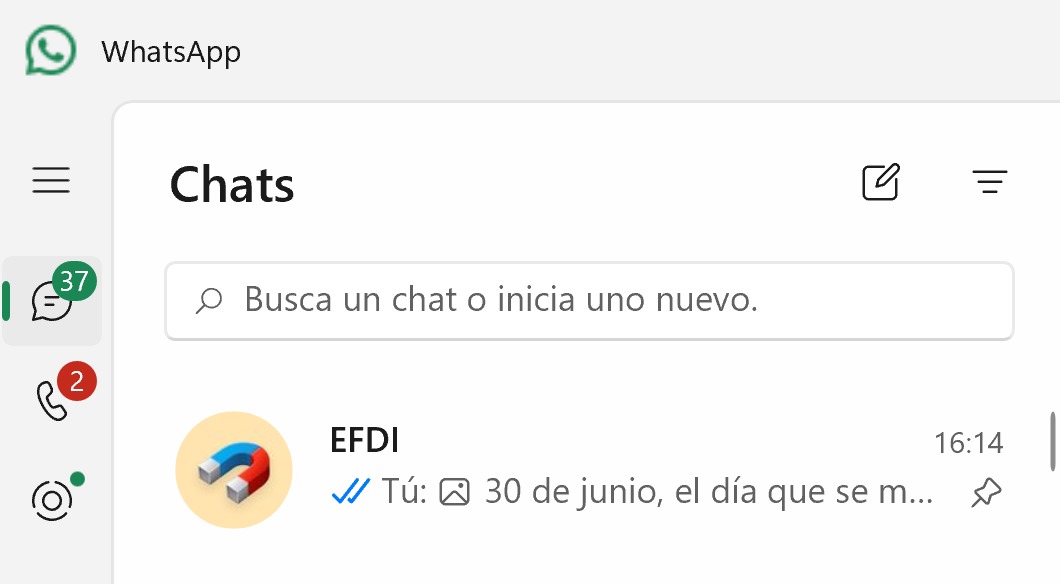 WhatsApp
Chats
37
Busca un chat o inicia uno nuevo.
2
EFDI
16:14
Tú: 30 de junio, el día que se m...